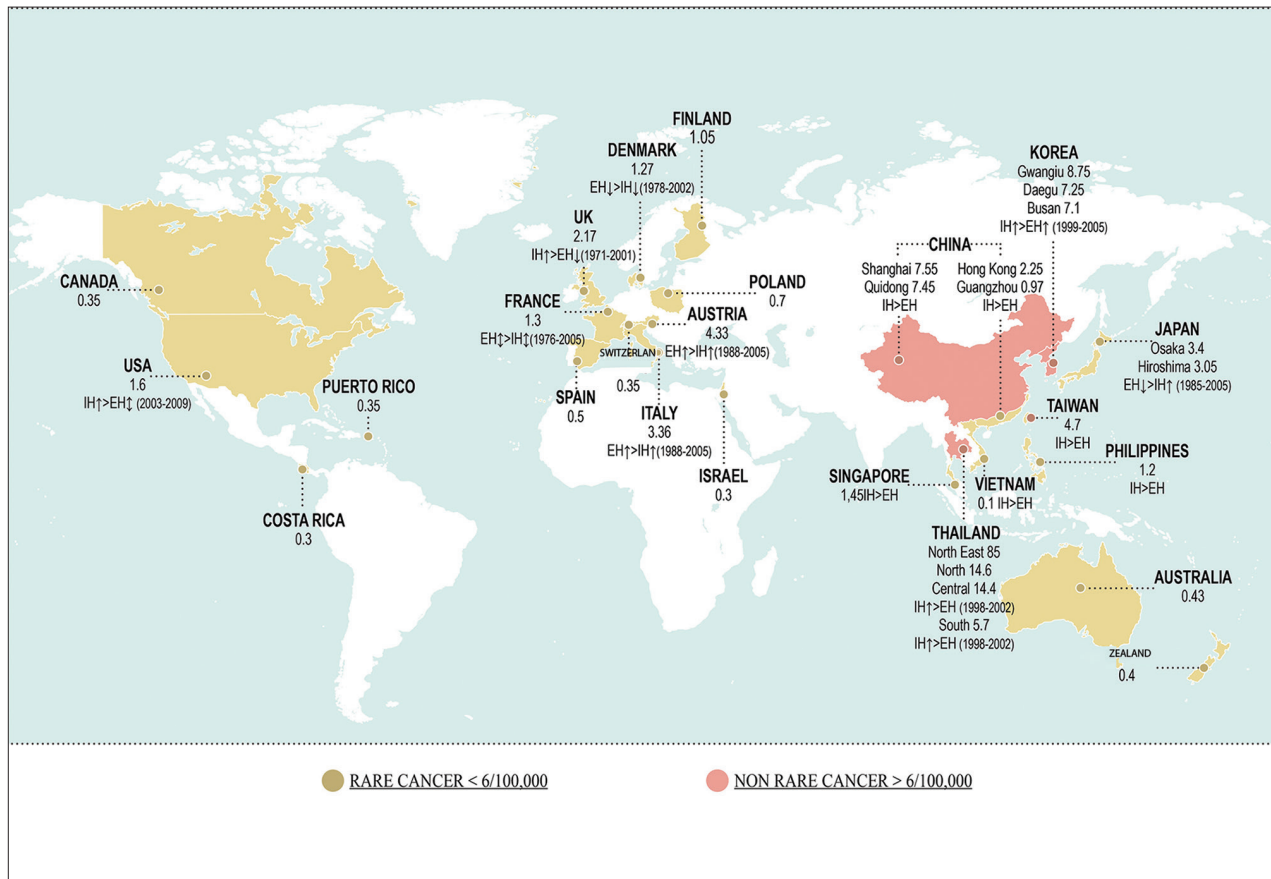 FINLAND
1.05
DENMARK
1.27
EH↓>IH↓(1978-2002)
UK
2.17
IH↑>EH↓(1971-2001)
KOREA
Gwangiu 8.75
Daegu 7.25
Busan 7.1
IH↑>EH↑ (1999-2005)
CHINA
Shanghai 7.55
Quidong 7.45
IH>EH
Hong Kong 2.25
Guangzhou 0.97
IH>EH
CANADA
0.35
FRANCE
1.3
EH↕>IH↕(1976-2005)
POLAND
0.7
AUSTRIA
4.33
EH↑>IH↑(1988-2005)
JAPAN
Osaka 3.4
Hiroshima 3.05
EH↓>IH↑ (1985-2005)
USA
1.6
IH↑>EH↕ (2003-2009)
PUERTO RICO
0.35
SWITZERLAN
0.35
SPAIN
0.5
ITALY
3.36
EH↑>IH↑(1988-2005)
ISRAEL
0.3
TAIWAN
4.7
IH>EH
PHILIPPINES
1.2
IH>EH
SINGAPORE
1,45IH>EH
VIETNAM
0.1 IH>EH
COSTA RICA
0.3
THAILAND
North East 85
North 14.6
Central 14.4
IH↑>EH (1998-2002)
South 5.7
IH↑>EH (1998-2002)
AUSTRALIA
0.43
ZEALAND
0.4
RARE CANCER < 6/100,000
NON RARE CANCER > 6/100,000